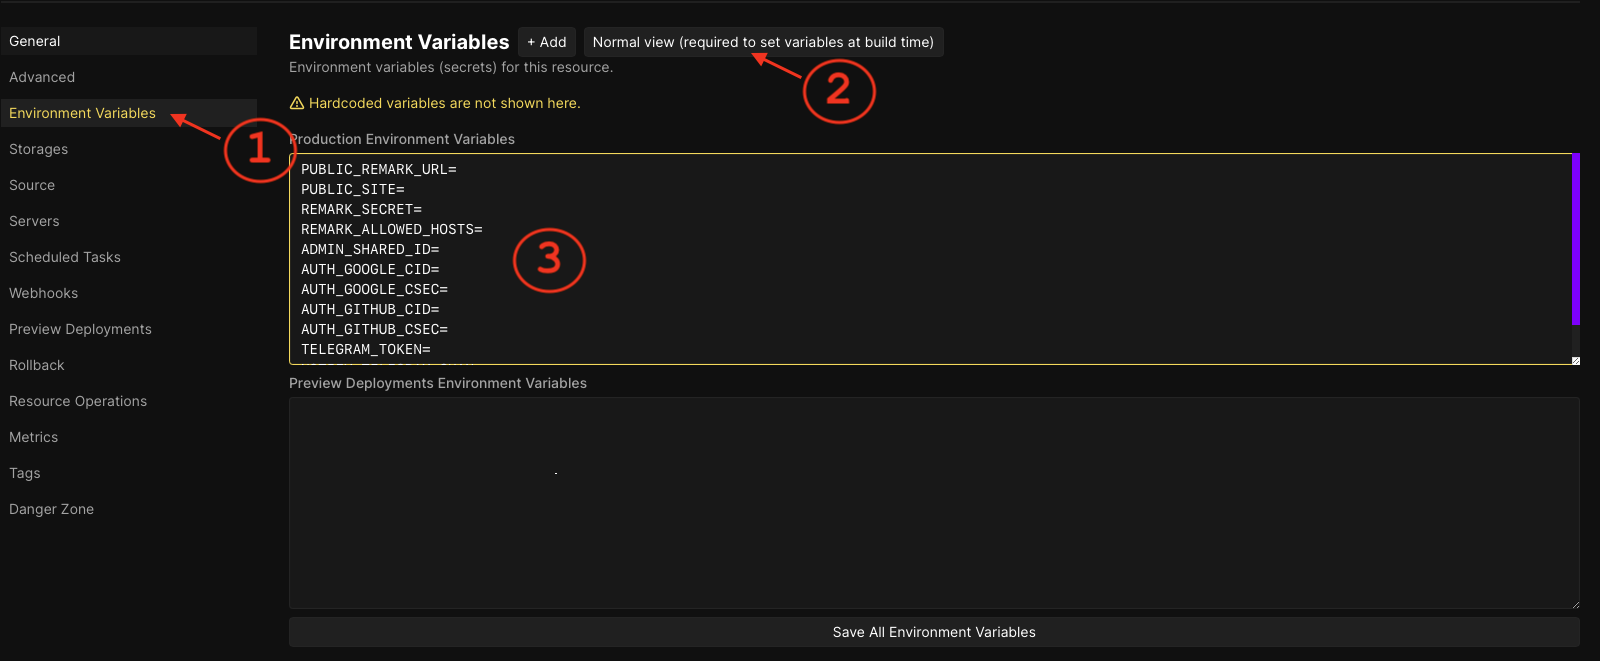 General
Advanced
Environment Variables
Storages
Source
Servers
Scheduled Tasks
Webhooks
Preview Deployments
Rollback
Resource Operations
Metrics
Tags
Danger Zone
1
Environment Variables
+ Add
Normal view (required to set variables at build time)
2
Environment variables (secrets) for this resource.
Hardcoded variables are not shown here.
Production Environment Variables
PUBLIC_REMARK_URL=
PUBLIC_SITE=
REMARK_SECRET=
REMARK_ALLOWED_HOSTS=
ADMIN_SHARED_ID=
AUTH_GOOGLE_CID=
AUTH_GOOGLE_CSEC=
AUTH_GITHUB_CID=
AUTH_GITHUB_CSEC=
TELEGRAM_TOKEN=
3
Preview Deployments Environment Variables
Save All Environment Variables